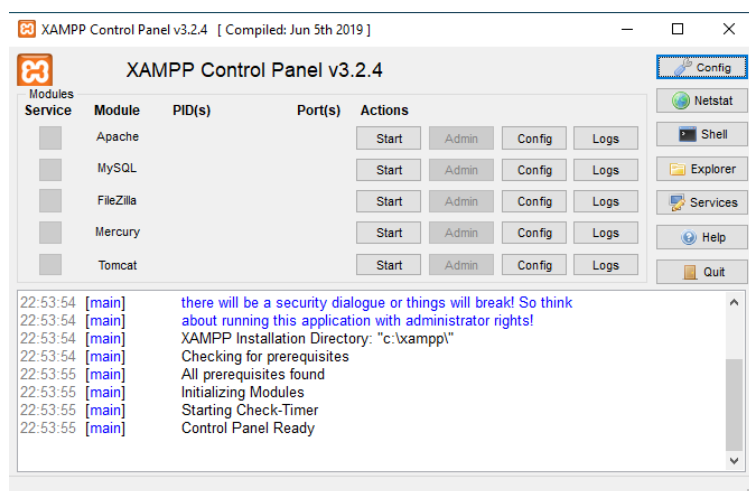 XAMPP Control Panel v3.2.4 [ Compiled: Jun 5th 2019 ]
XAMPP Control Panel v3.2.4
Config
Modules
Service Module PID(s) Port(s) Actions
Netstat
Apache Start Admin Config Logs
Shell
MySQL Start Admin Config Logs
Explorer
FileZilla Start Admin Config Logs
Services
Mercury Start Admin Config Logs
Help
Tomcat Start Admin Config Logs
Quit
22:53:54 [main] there will be a security dialogue or things will break! So think
22:53:54 [main] about running this application with administrator rights!
22:53:54 [main] XAMPP Installation Directory: "c:\xampp\"
22:53:54 [main] Checking for prerequisites
22:53:55 [main] All prerequisites found
22:53:55 [main] Initializing Modules
22:53:55 [main] Starting Check-Timer
22:53:55 [main] Control Panel Ready